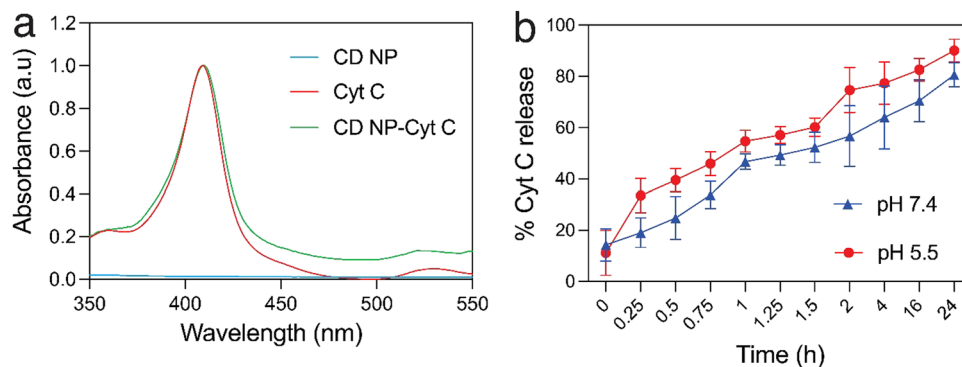 a
Absorbance (a.u)
1.2
1.0
0.8
0.6
0.4
0.2
0.0
350
400
450
500
550
Wavelength (nm)
CD NP
Cyt C
CD NP-Cyt C
b
% Cyt C release
100
80
60
40
20
0
0
0.25
0.5
0.75
1
1.25
1.5
2
4
16
24
Time (h)
pH 7.4
pH 5.5